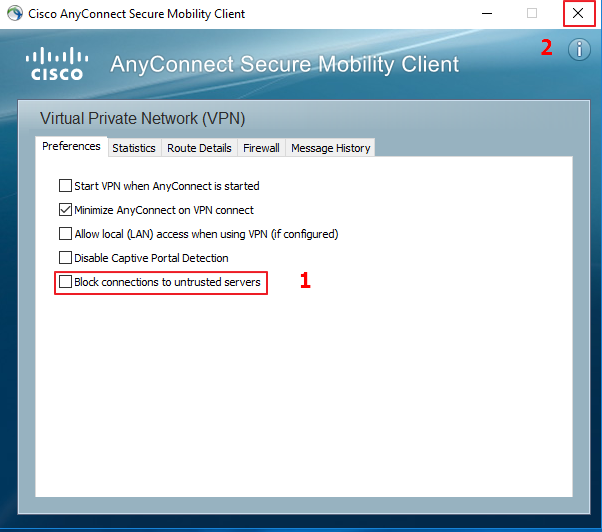 Cisco AnyConnect Secure Mobility Client
2
CISCO
AnyConnect Secure Mobility Client
Virtual Private Network (VPN)
Preferences Statistics Route Details Firewall Message History
Start VPN when AnyConnect is started
Minimize AnyConnect on VPN connect
Allow local (LAN) access when using VPN (if configured)
Disable Captive Portal Detection
Block connections to untrusted servers 1